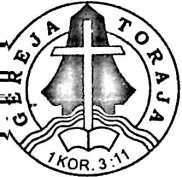 GEREJA TORAJA
1 KOR. 3:11